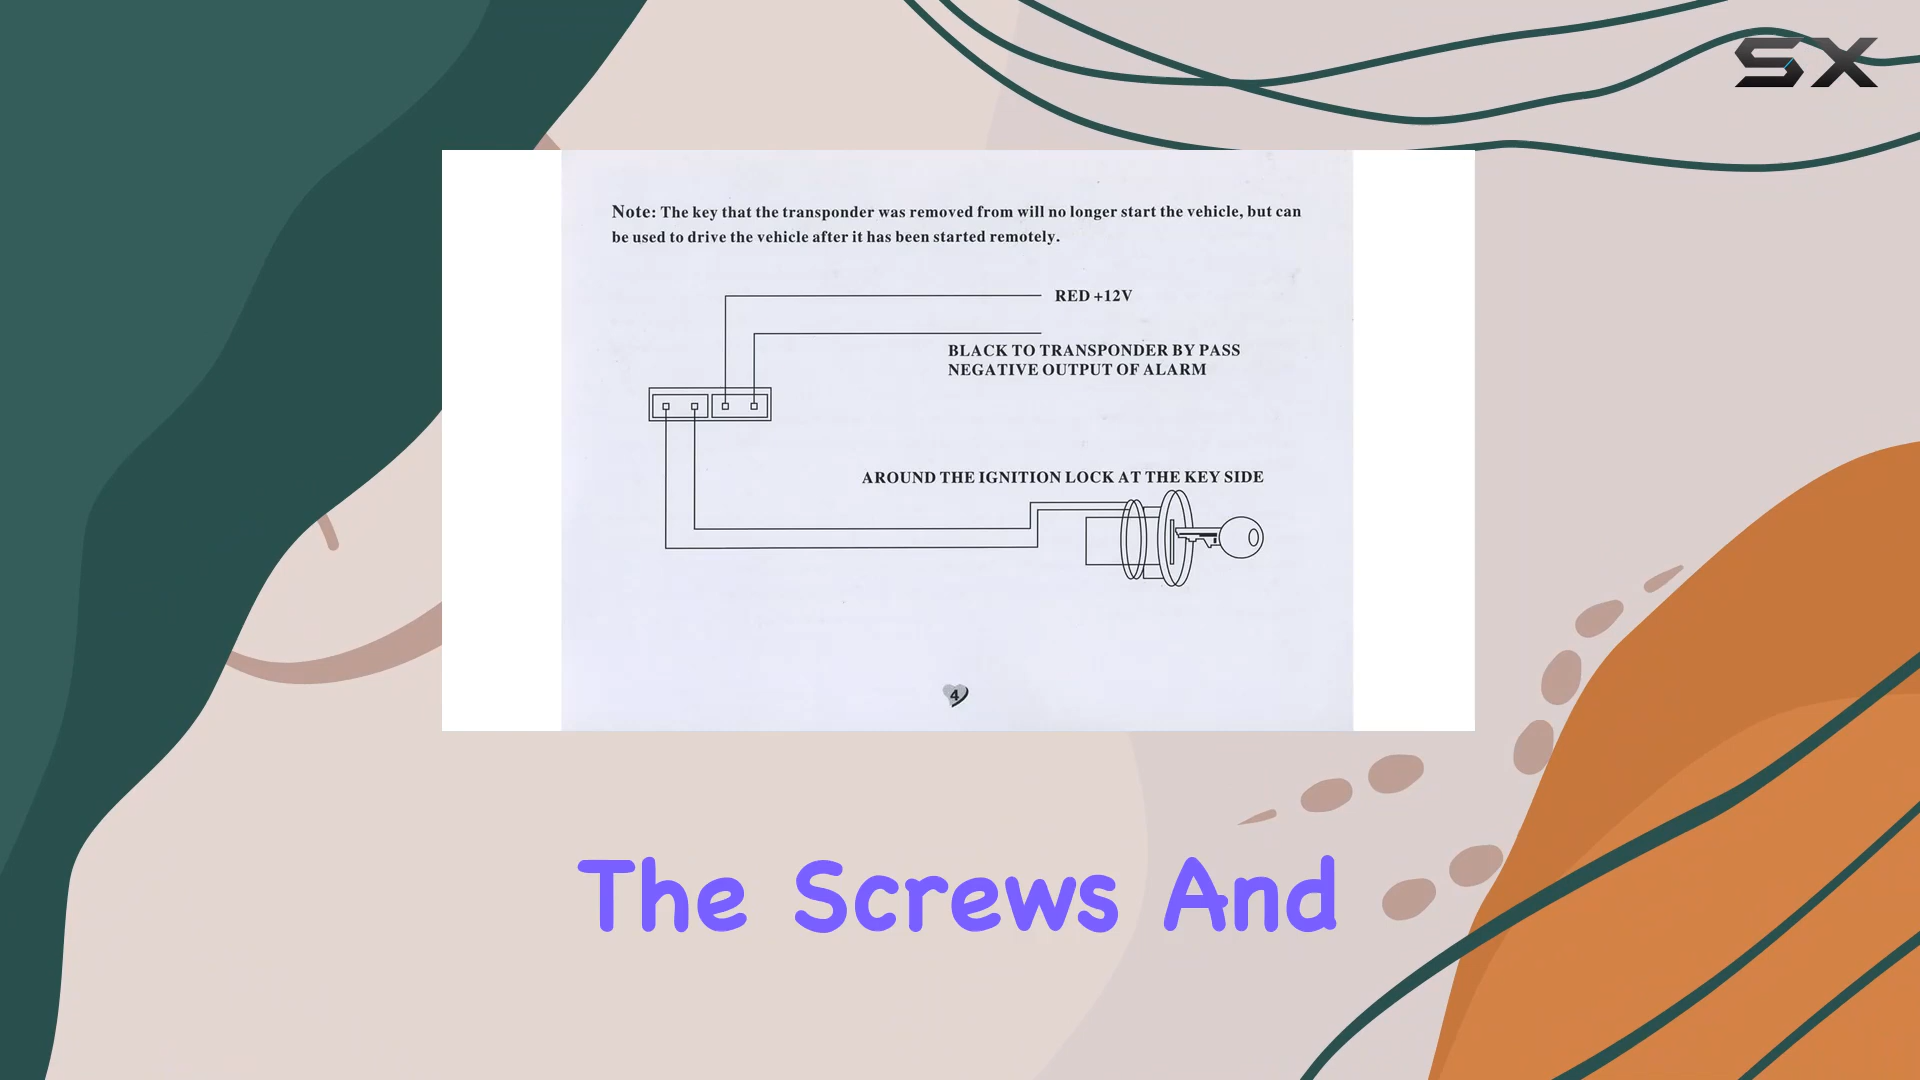 SX
Note: The key that the transponder was removed from will no longer start the vehicle, but can
be used to drive the vehicle after it has been started remotely.
RED +12V
BLACK TO TRANSPONDER BY PASS
NEGATIVE OUTPUT OF ALARM
AROUND THE IGNITION LOCK AT THE KEY SIDE
4
The Screws And